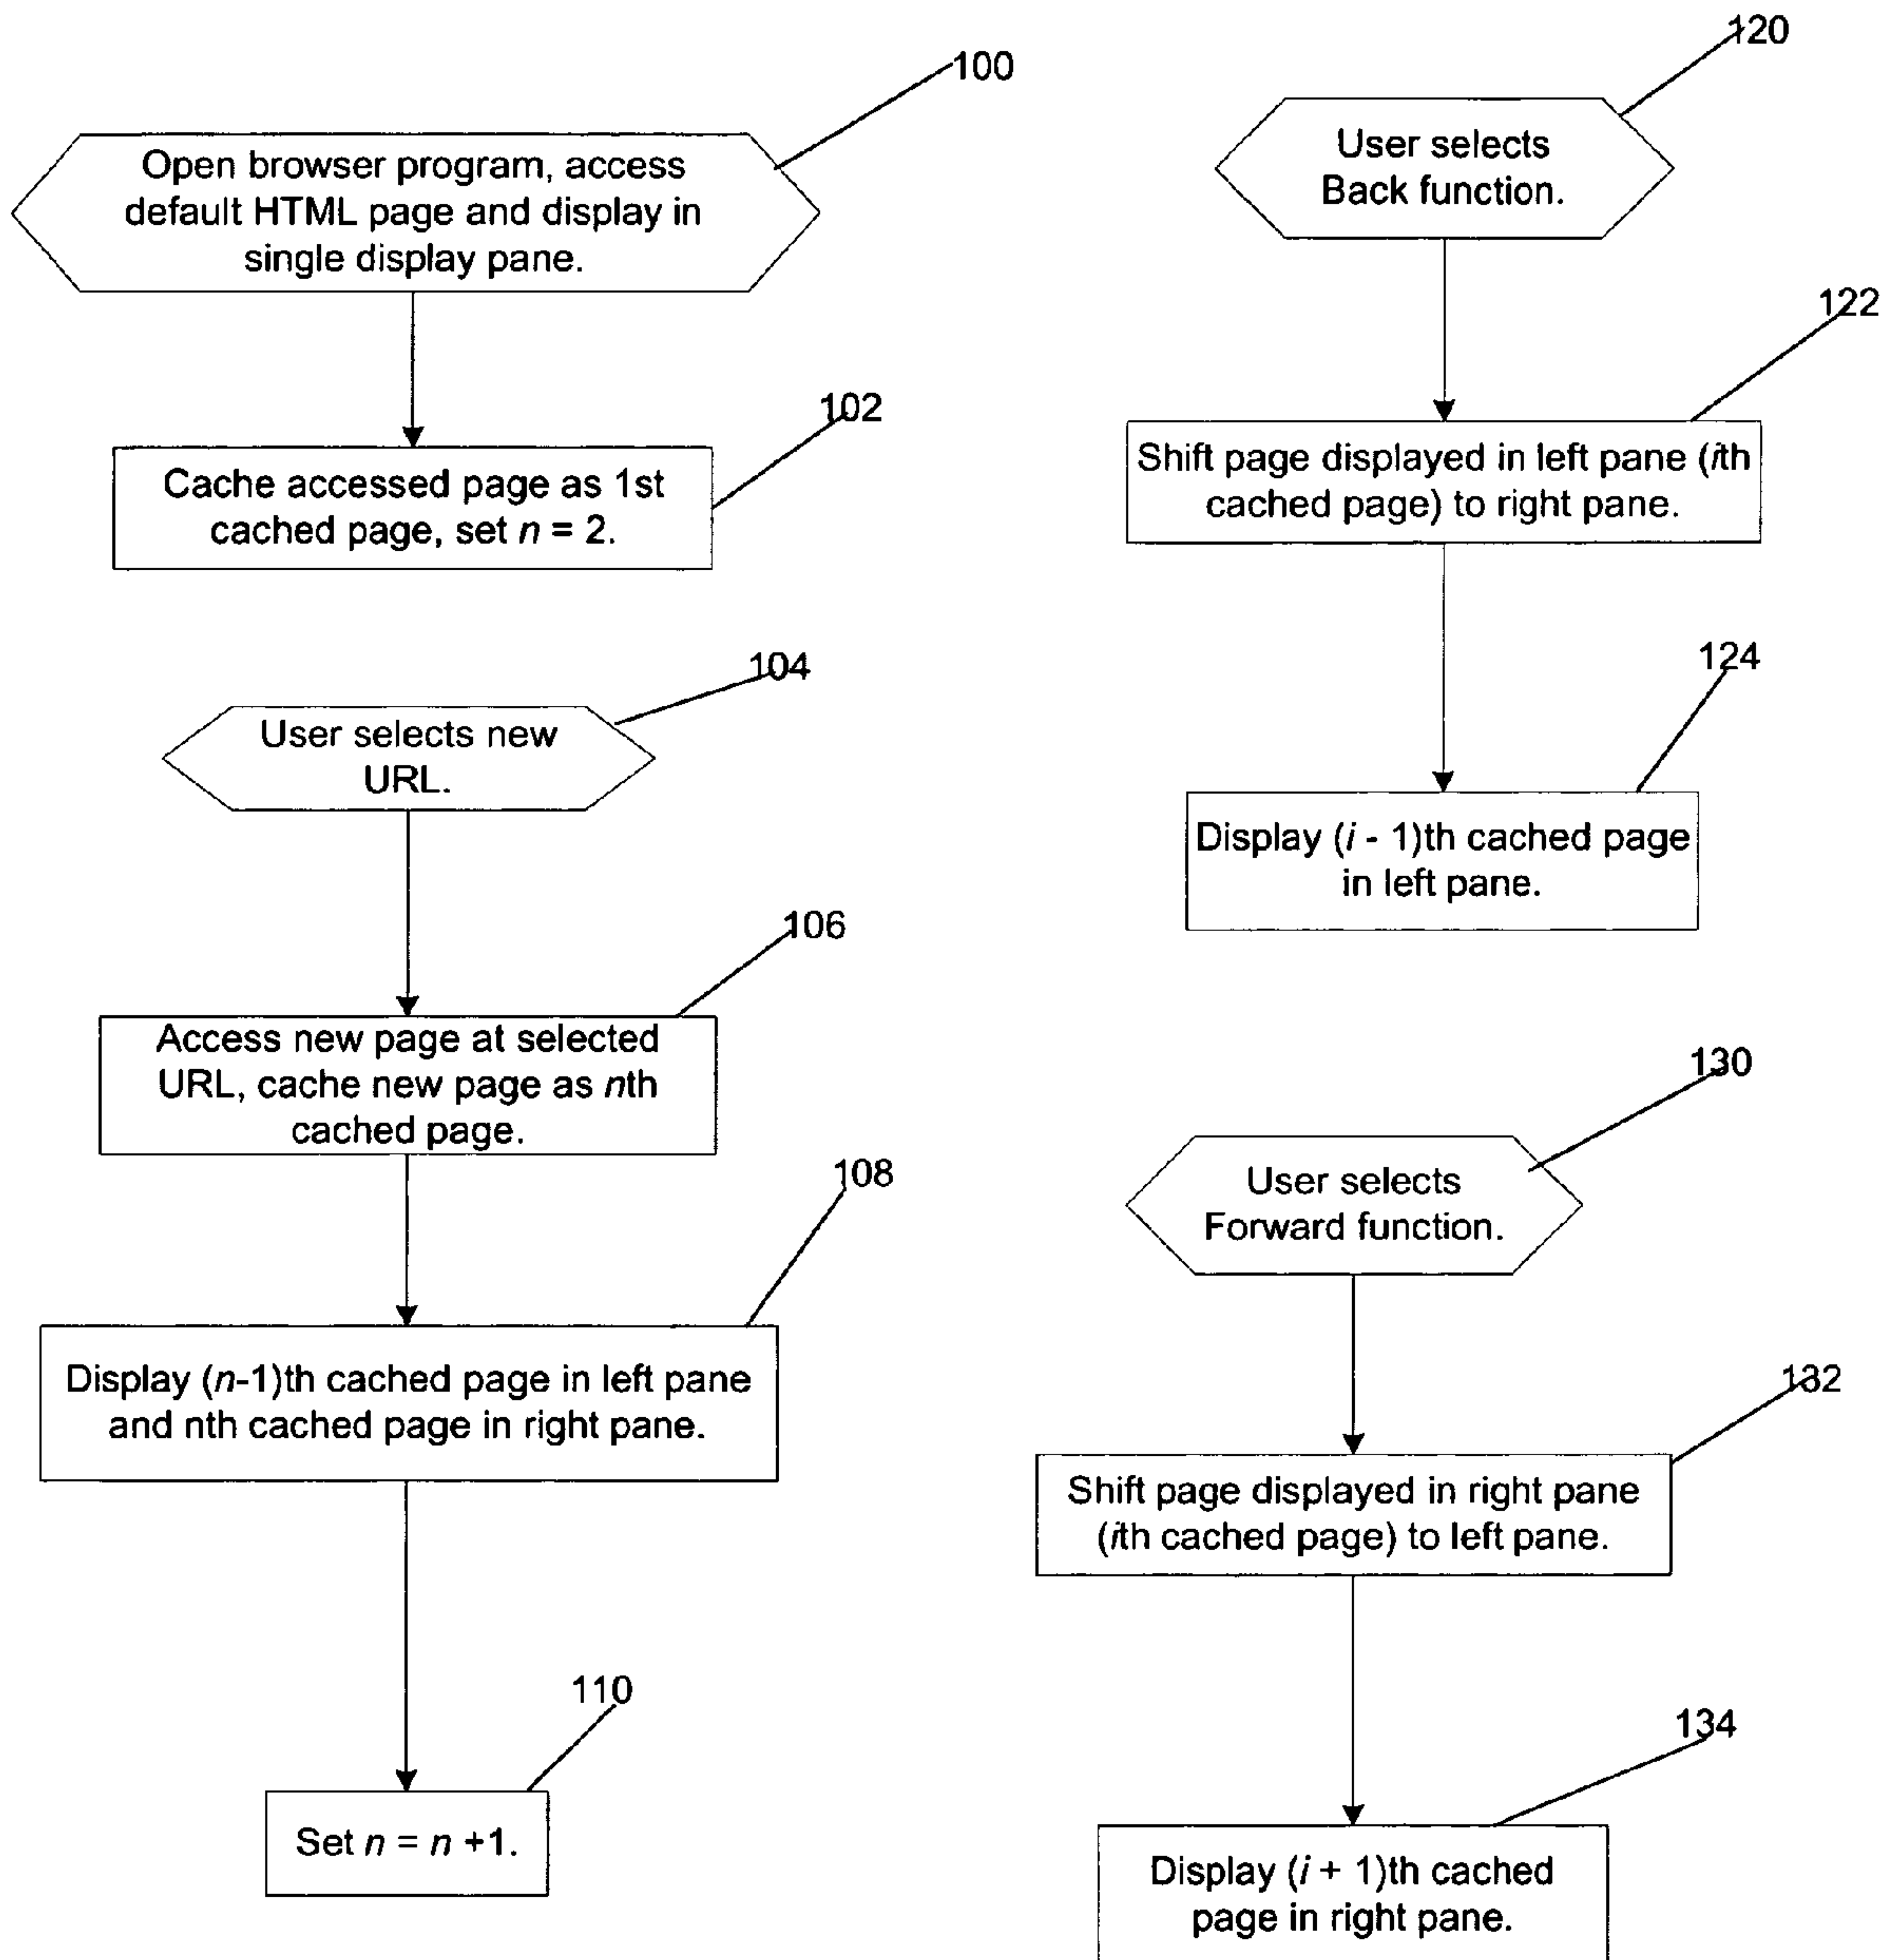 100
Open browser program, access
default HTML page and display in
single display pane.
102
Cache accessed page as 1st
cached page, set n = 2.
104
User selects new
URL.
106
Access new page at selected
URL, cache new page as nth
cached page.
108
Display (n-1)th cached page in left pane
and nth cached page in right pane.
110
Set n = n +1.
120
User selects
Back function.
122
Shift page displayed in left pane (ith
cached page) to right pane.
124
Display (i - 1)th cached page
in left pane.
130
User selects
Forward function.
132
Shift page displayed in right pane
(ith cached page) to left pane.
134
Display (i + 1)th cached
page in right pane.